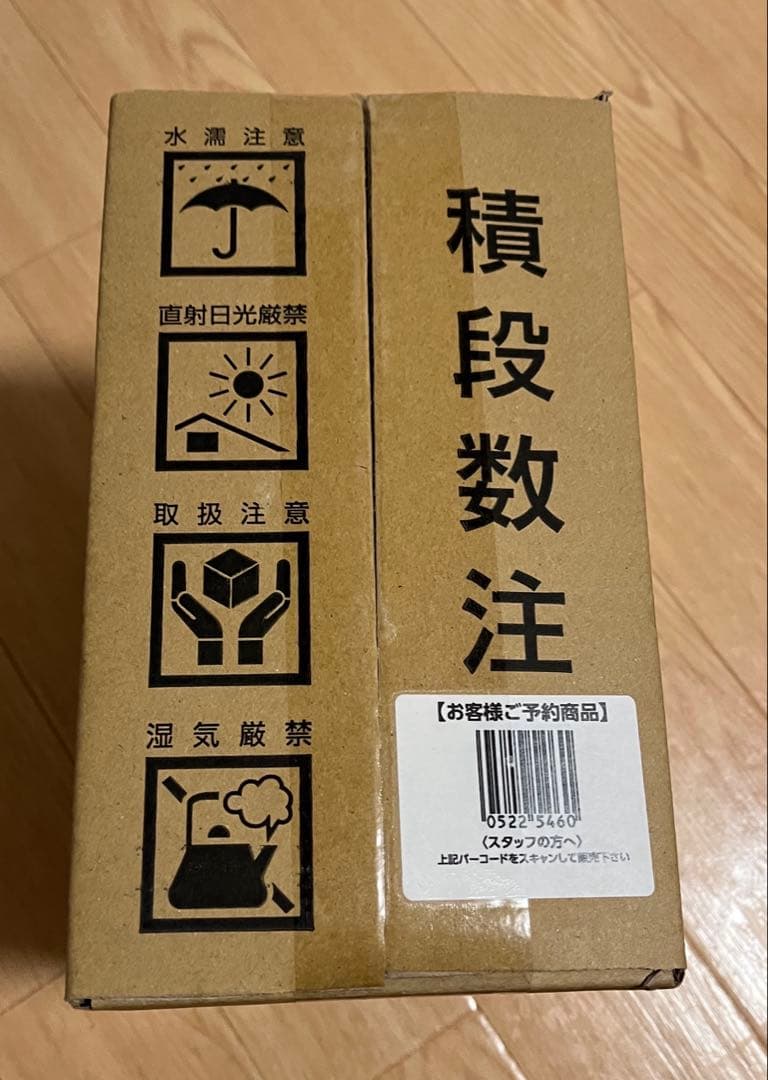 水濡注意
直射日光厳禁
取扱注意
湿気厳禁
積段数注
【お客様ご予約商品】
0522 5460
〈スタッフの方へ〉
上記バーコードをスキャンして販売下さい